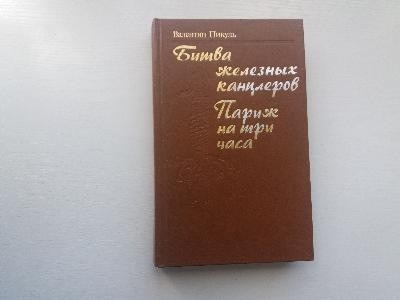 Валентин Пикуль
Битва
железных
канцлеров
Париж
на три
часа